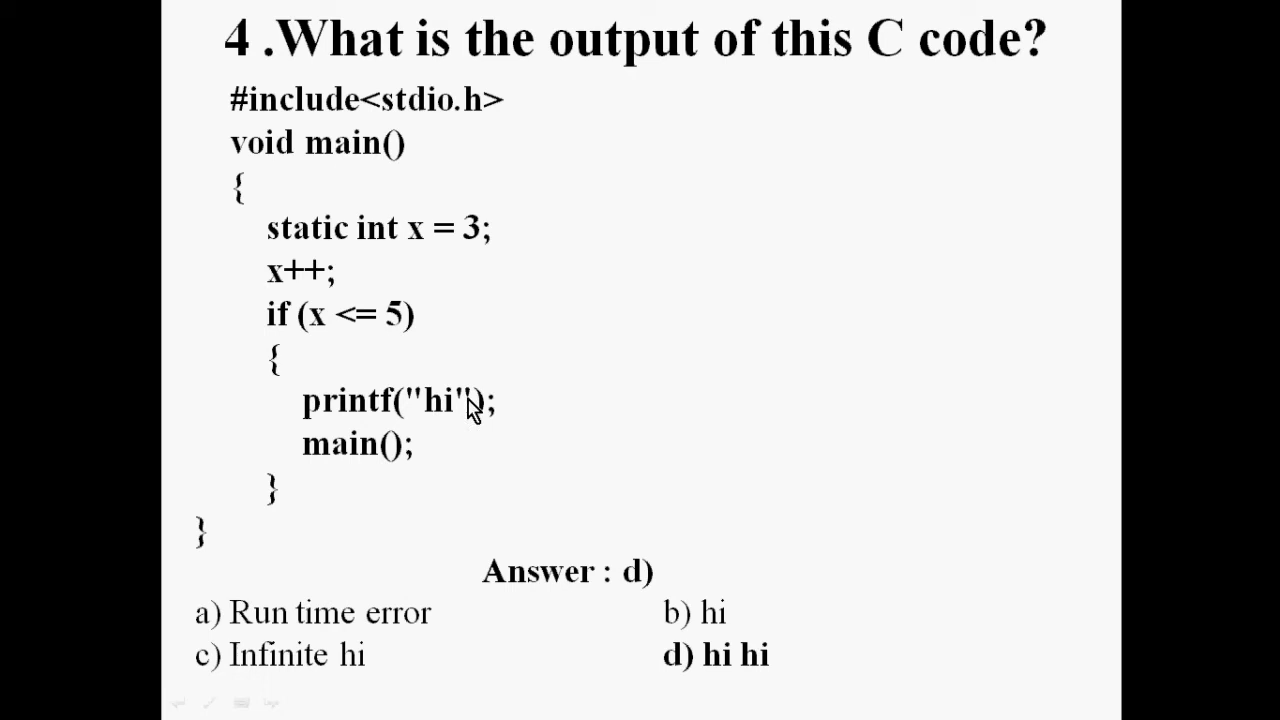 4 .What is the output of this C code?
#include<stdio.h>
void main()
{
static int x = 3;
x++;
if (x <= 5)
{
printf("hi");
main();
}
}
Answer : d)
a) Run time error b) hi
c) Infinite hi d) hi hi